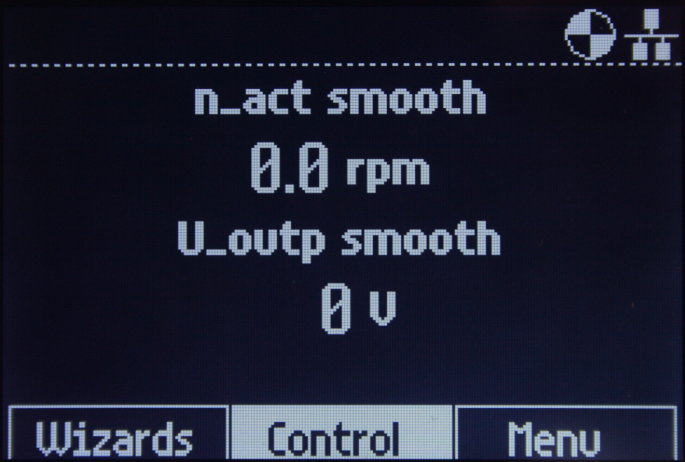 n_act smooth
0.0 rpm
U_outp smooth
0 V
Wizards Control Menu